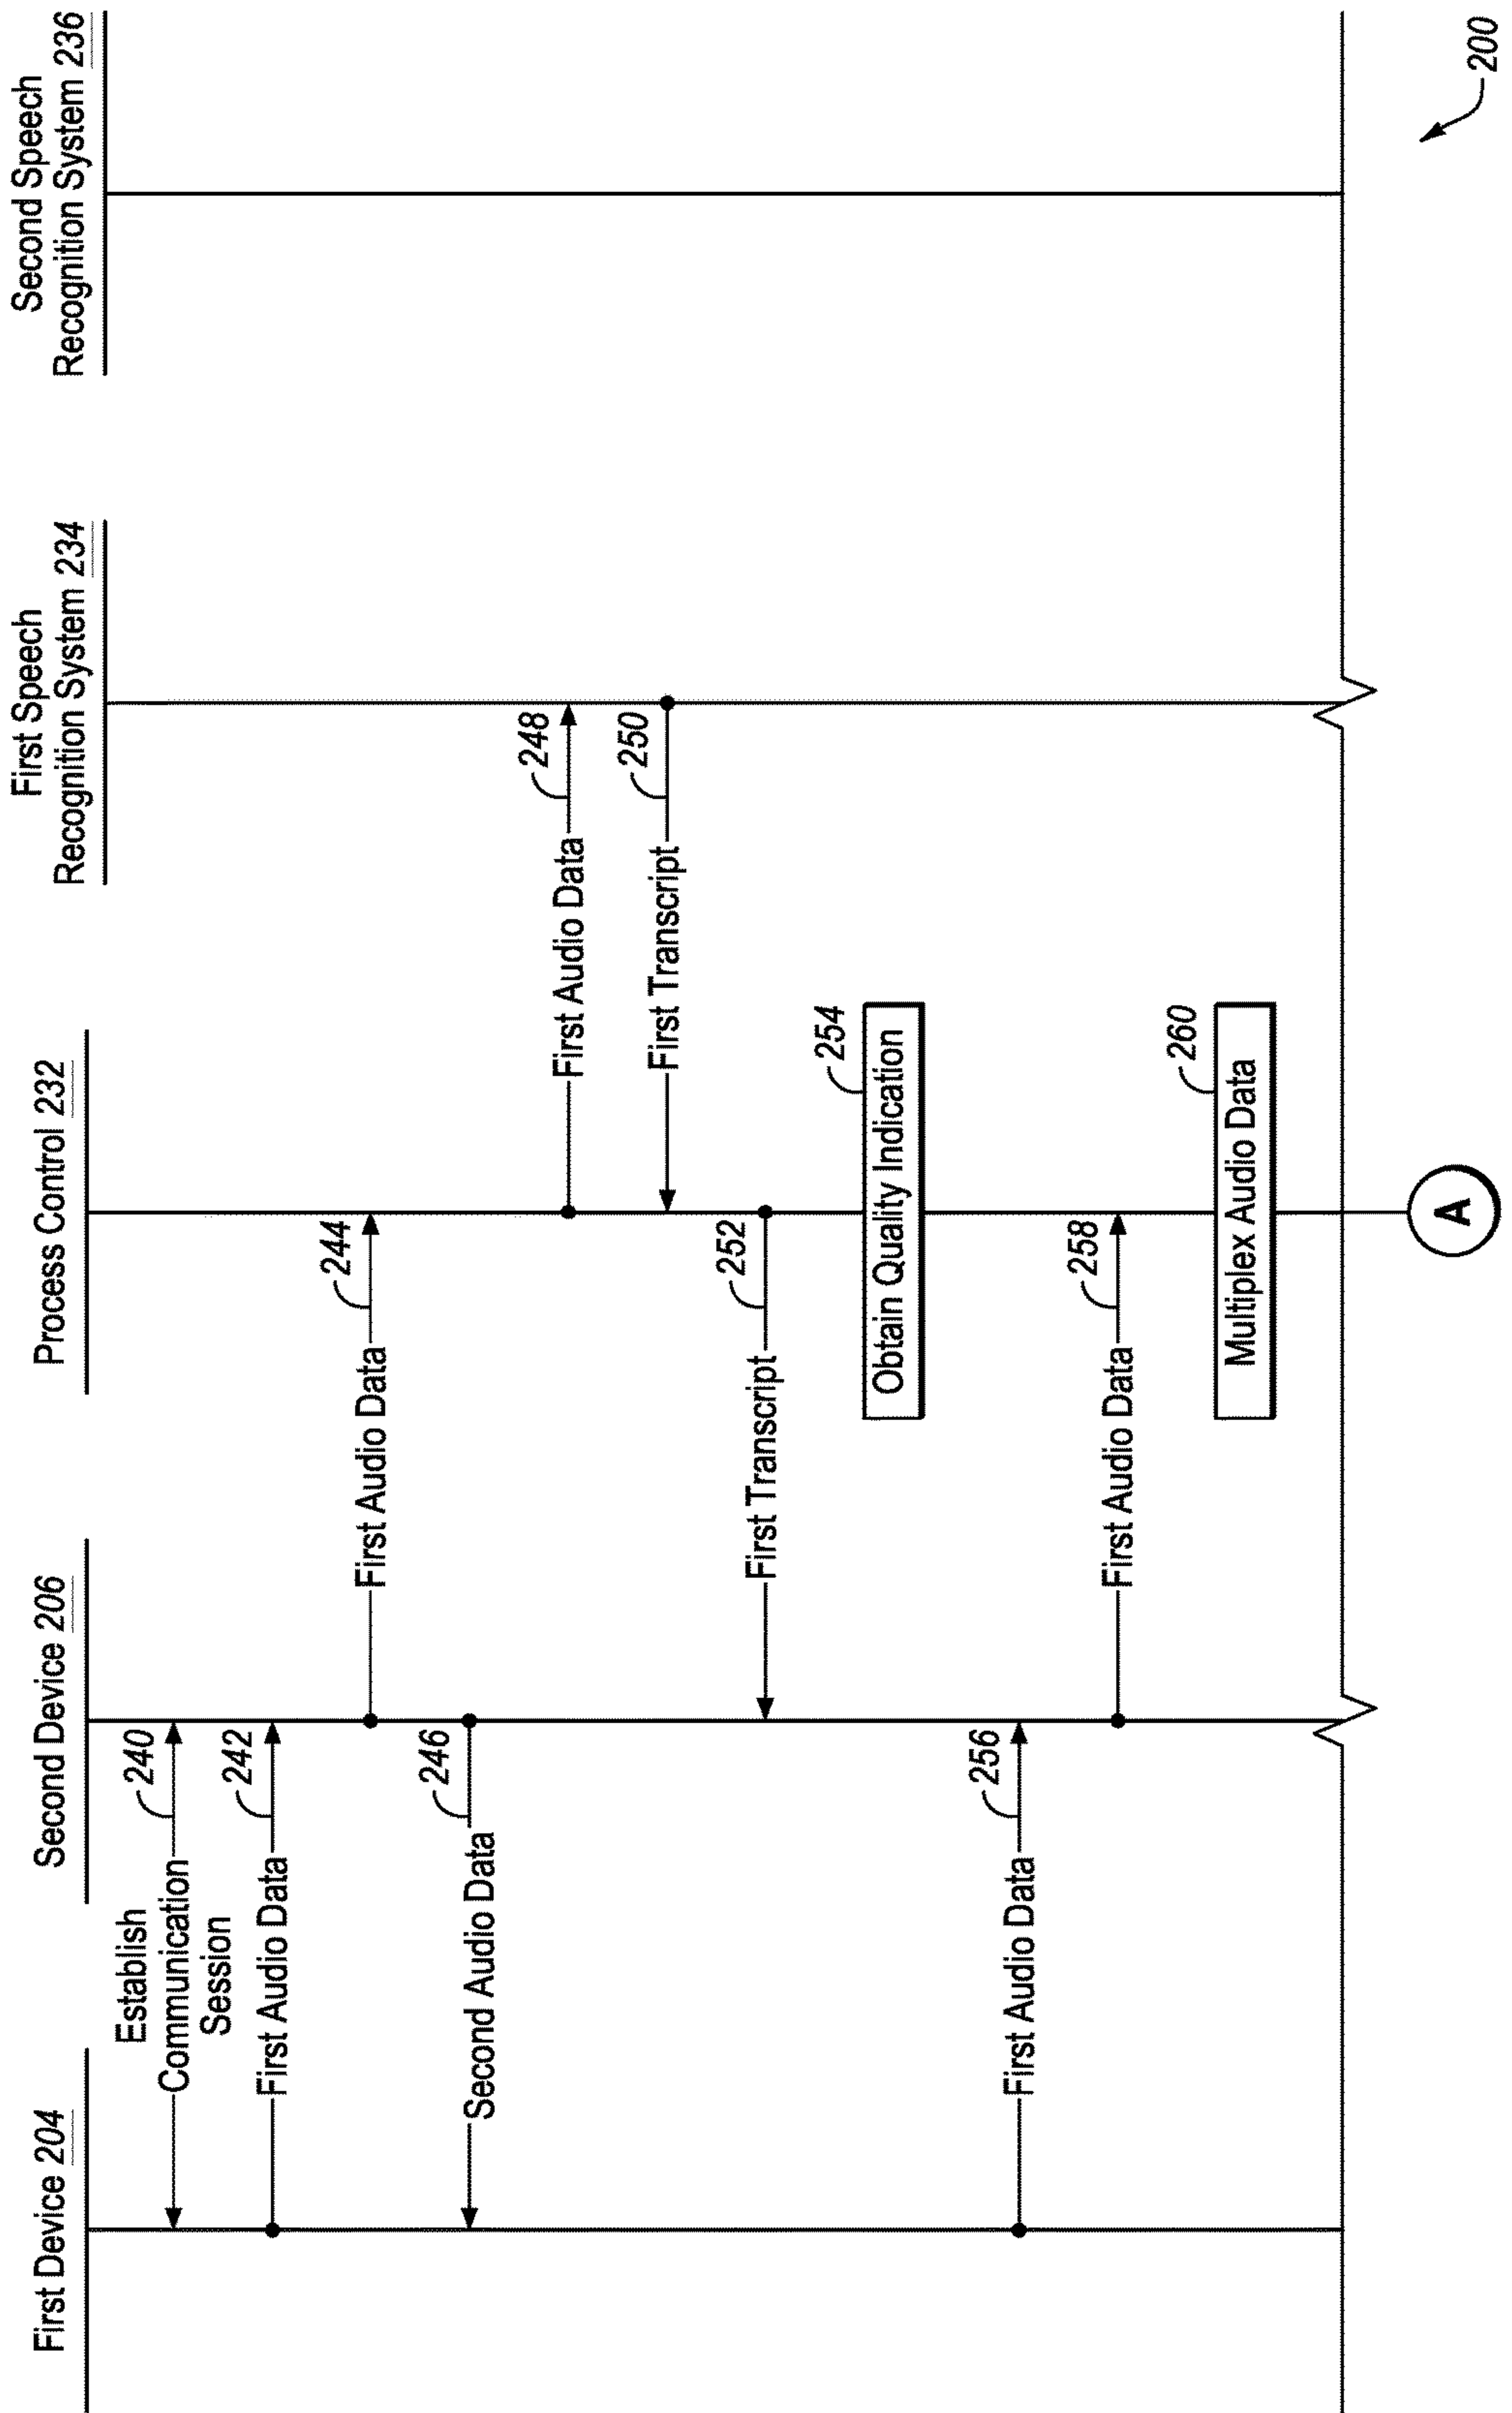 First Device 204
Second Device 206
Process Control 232
First Speech
Recognition System 234
Second Speech
Recognition System 236
Establish
Communication
Session
240
First Audio Data
242
First Audio Data
244
Second Audio Data
246
First Audio Data
248
First Transcript
250
First Transcript
252
Obtain Quality Indication
254
First Audio Data
256
First Audio Data
258
Multiplex Audio Data
260
A
200